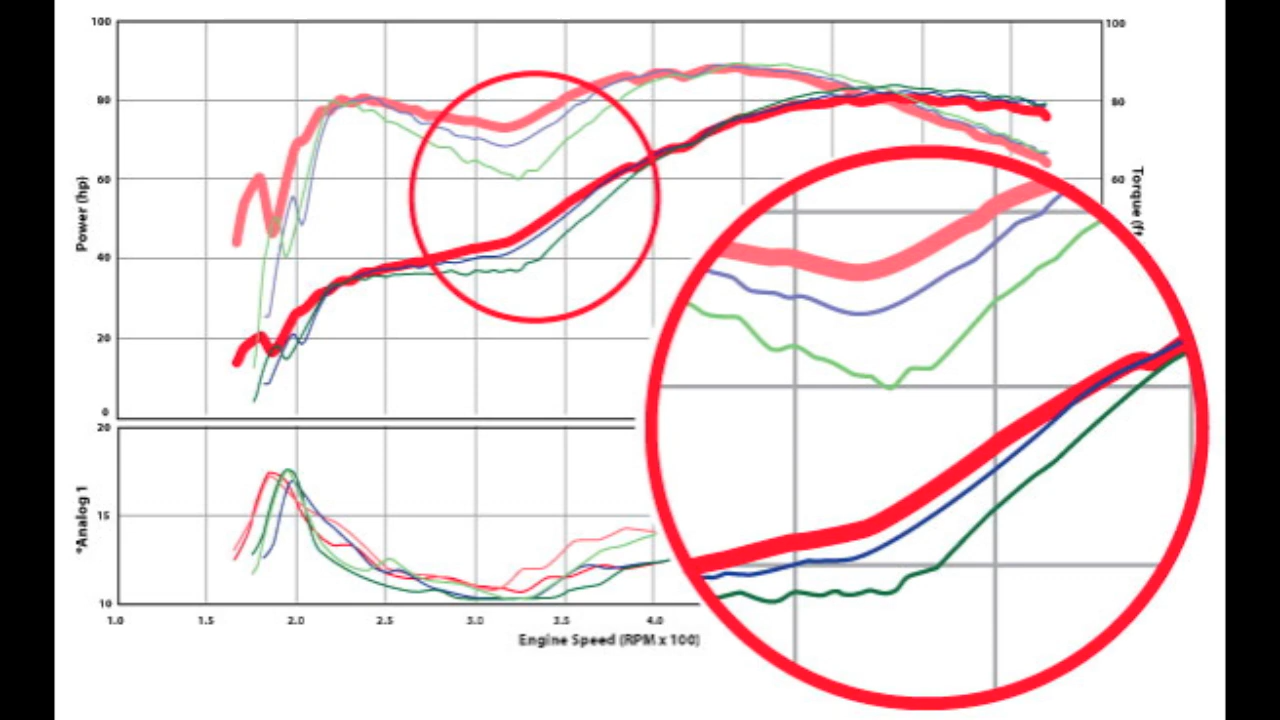 100
100
80
80
Power (hp)
60
60
Torque (ft
40
20
0
20
*Analog 1
15
10
1.0 1.5 2.0 2.5 3.0 3.5 4.0
Engine Speed (RPM x 100)